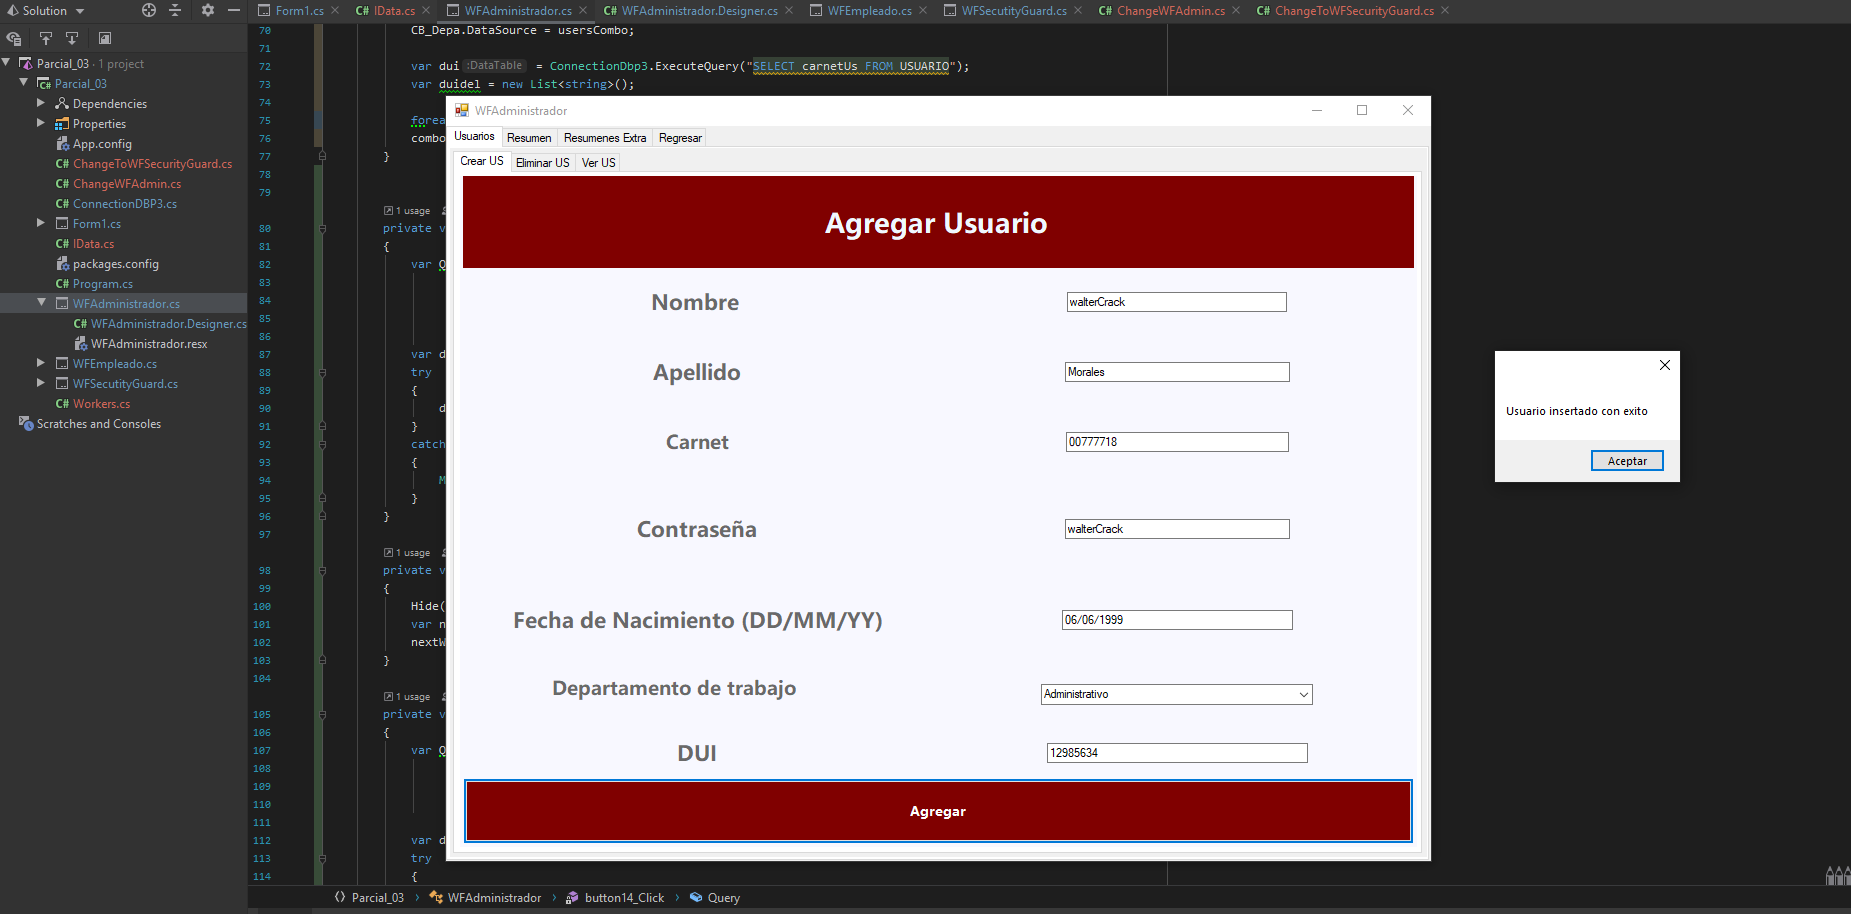 Solution
Form1.cs
C# IData.cs
WFAdministrador.cs
C# WFAdministrador.Designer.cs
WFEmpleado.cs
WFSecutityGuard.cs
C# ChangeWFAdmin.cs
C# ChangeToWFSecurityGuard.cs
Parcial_03 · 1 project
Parcial_03
Dependencies
Properties
App.config
C# ChangeToWFSecurityGuard.cs
C# ChangeWFAdmin.cs
C# ConnectionDBP3.cs
Form1.cs
C# IData.cs
packages.config
C# Program.cs
WFAdministrador.cs
C# WFAdministrador.Designer.cs
WFAdministrador.resx
WFEmpleado.cs
WFSecutityGuard.cs
C# Workers.cs
Scratches and Consoles
70 CB_Depa.DataSource = usersCombo;
71
72 var dui :DataTable = ConnectionDbp3.ExecuteQuery("SELECT carnetUs FROM USUARIO");
73 var duidel = new List<string>();
74
75 forea
76 combo
77 }
78
79
1 usage
80 private v
81 {
82 var Q
83
84
85
86
87 var d
88 try
89 {
90 d
91 }
92 catch
93 {
94 M
95 }
96 }
97
1 usage
98 private v
99 {
100 Hide(
101 var n
102 nextW
103 }
104
1 usage
105 private v
106 {
107 var Q
108
109
110
111
112 var d
113 try
114 {
WFAdministrador
Usuarios Resumen Resumenes Extra Regresar
Crear US Eliminar US Ver US
Agregar Usuario
Nombre walterCrack
Apellido Morales
Carnet 00777718
Contraseña walterCrack
Fecha de Nacimiento (DD/MM/YY) 06/06/1999
Departamento de trabajo Administrativo
DUI 12985634
Agregar
Usuario insertado con exito
Aceptar
Parcial_03 › WFAdministrador › button14_Click › Query